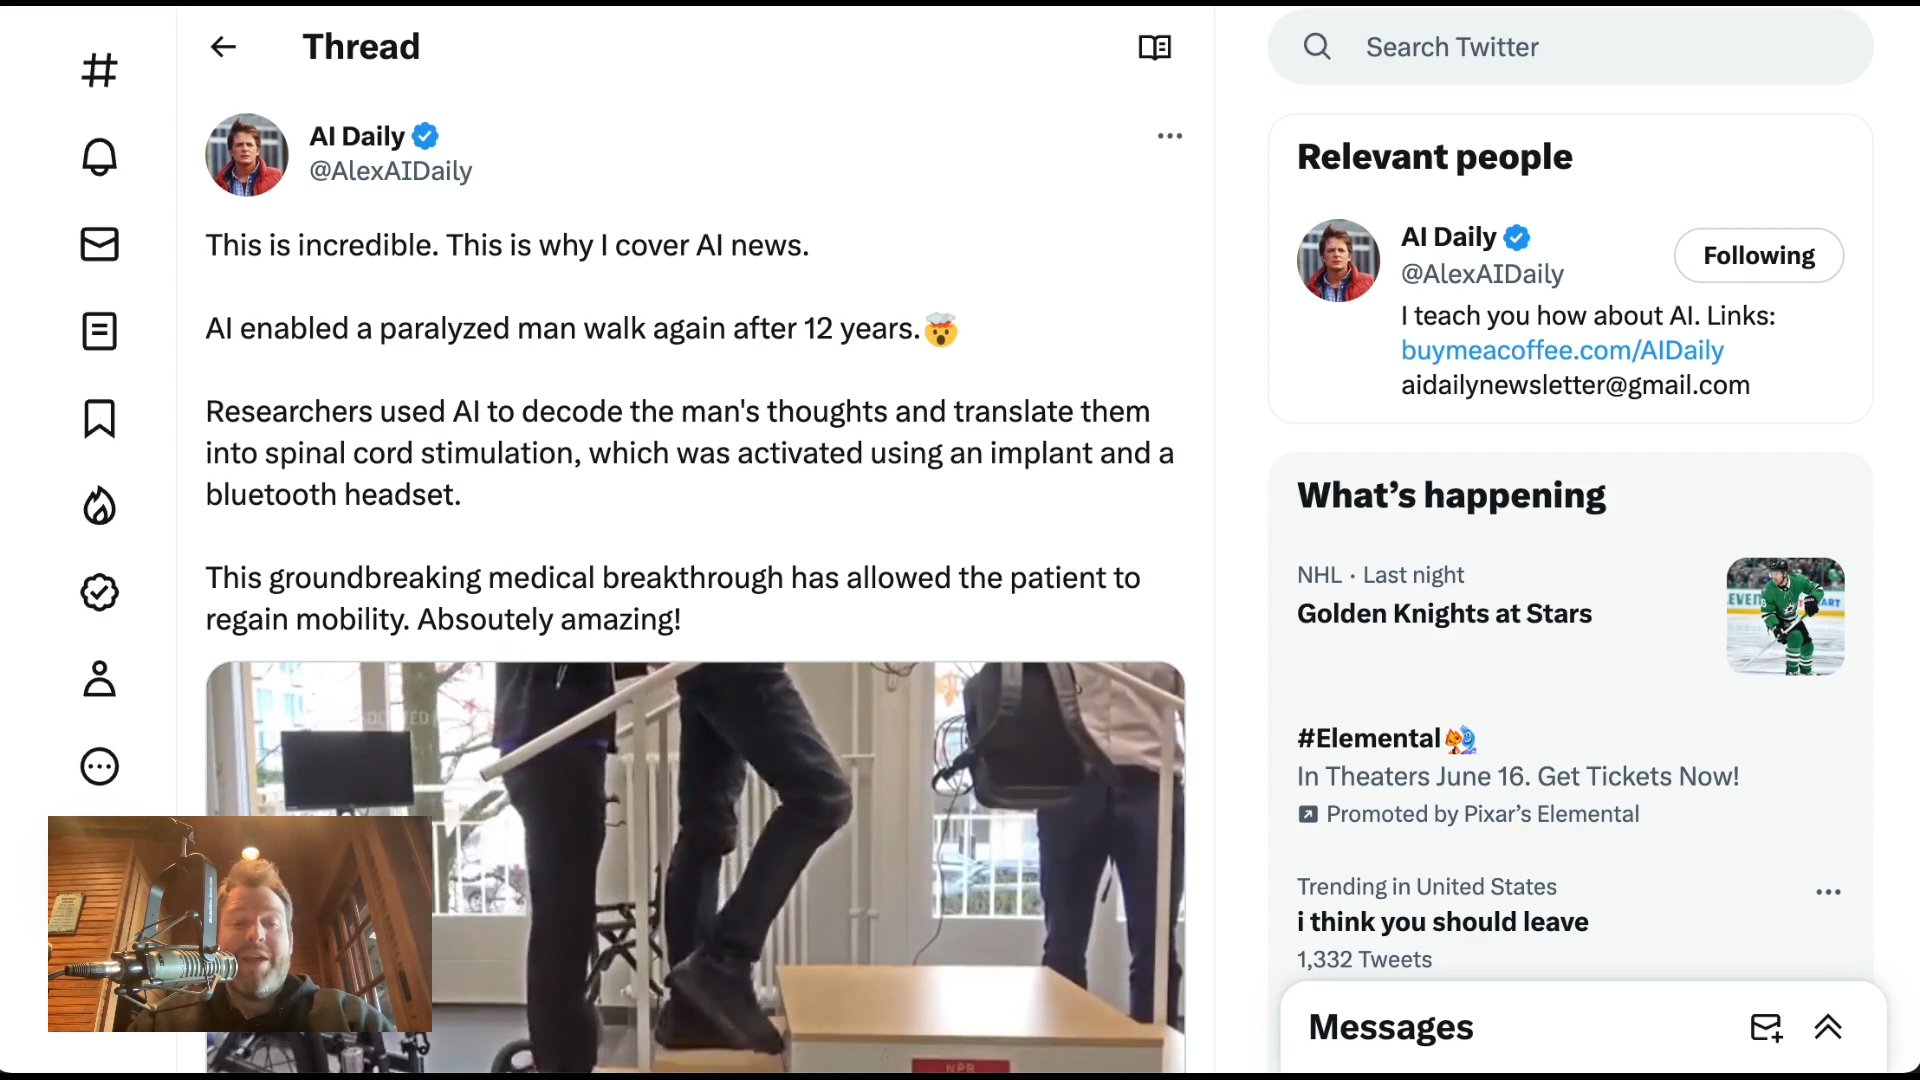 Thread
Search Twitter
AI Daily
@AlexAIDaily
This is incredible. This is why I cover AI news.
AI enabled a paralyzed man walk again after 12 years.🤯
Researchers used AI to decode the man's thoughts and translate them
into spinal cord stimulation, which was activated using an implant and a
bluetooth headset.
This groundbreaking medical breakthrough has allowed the patient to
regain mobility. Absoutely amazing!
NPR
Relevant people
AI Daily
@AlexAIDaily
Following
I teach you how about AI. Links:
buymeacoffee.com/AIDaily
aidailynewsletter@gmail.com
What's happening
NHL · Last night
Golden Knights at Stars
#Elemental
In Theaters June 16. Get Tickets Now!
Promoted by Pixar's Elemental
Trending in United States
i think you should leave
1,332 Tweets
Messages